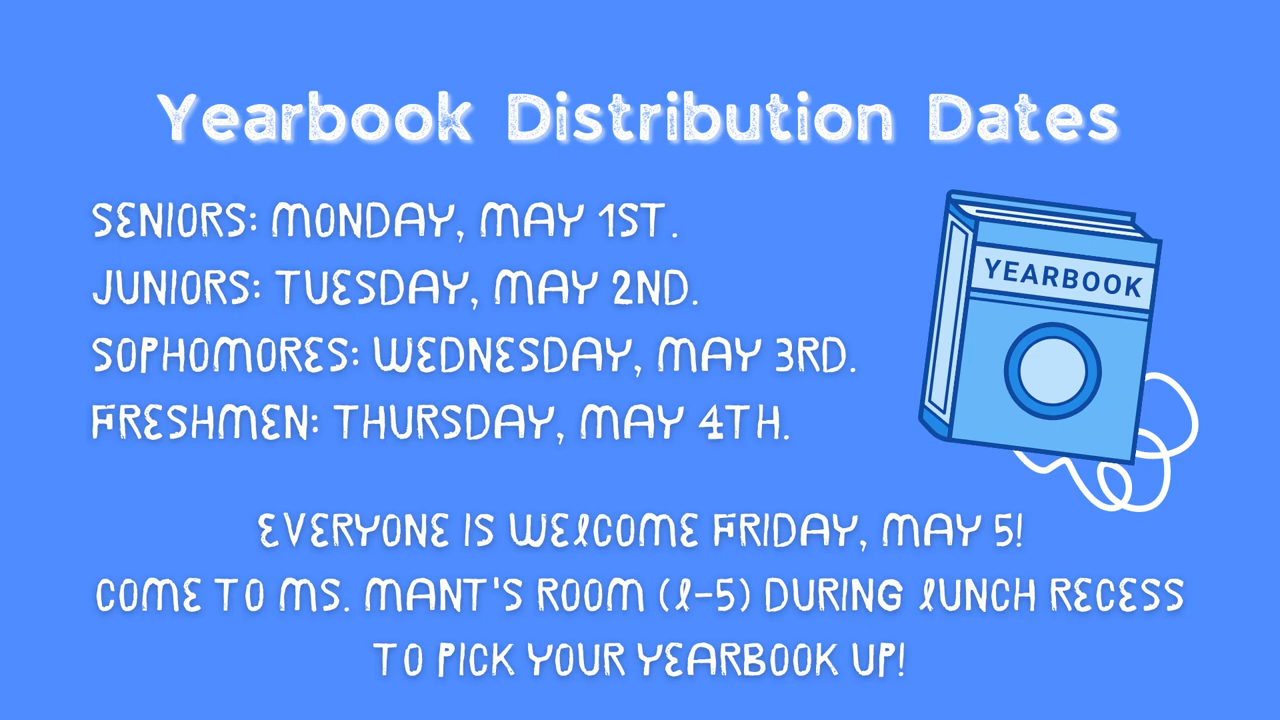 Yearbook Distribution Dates
SENIORS: MONDAY, MAY 1ST.
JUNIORS: TUESDAY, MAY 2ND.
SOPHOMORES: WEDNESDAY, MAY 3RD.
FRESHMEN: THURSDAY, MAY 4TH.
YEARBOOK
EVERYONE IS WElCOME FRIDAY, MAY 5!
COME TO MS. MANT'S ROOM (l-5) DURING lUNCH RECESS
TO PICK YOUR YEARBOOK UP!